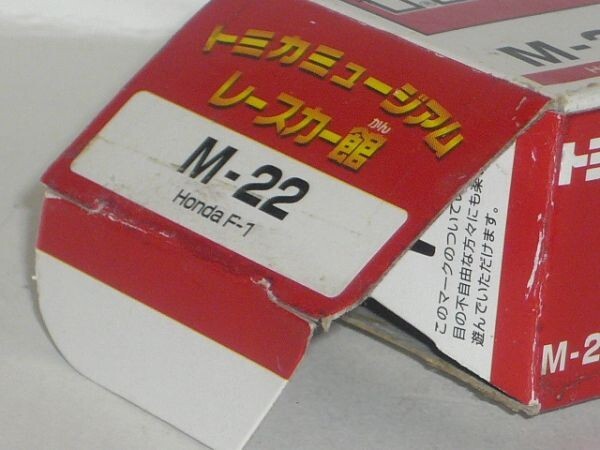 トミカミュージアム
レースカー館
かん
M-22
Honda F-1
このマークのついてい
目の不自由な方々にも楽、
遊んでいただけます。
M-2
H
トミ
M-2